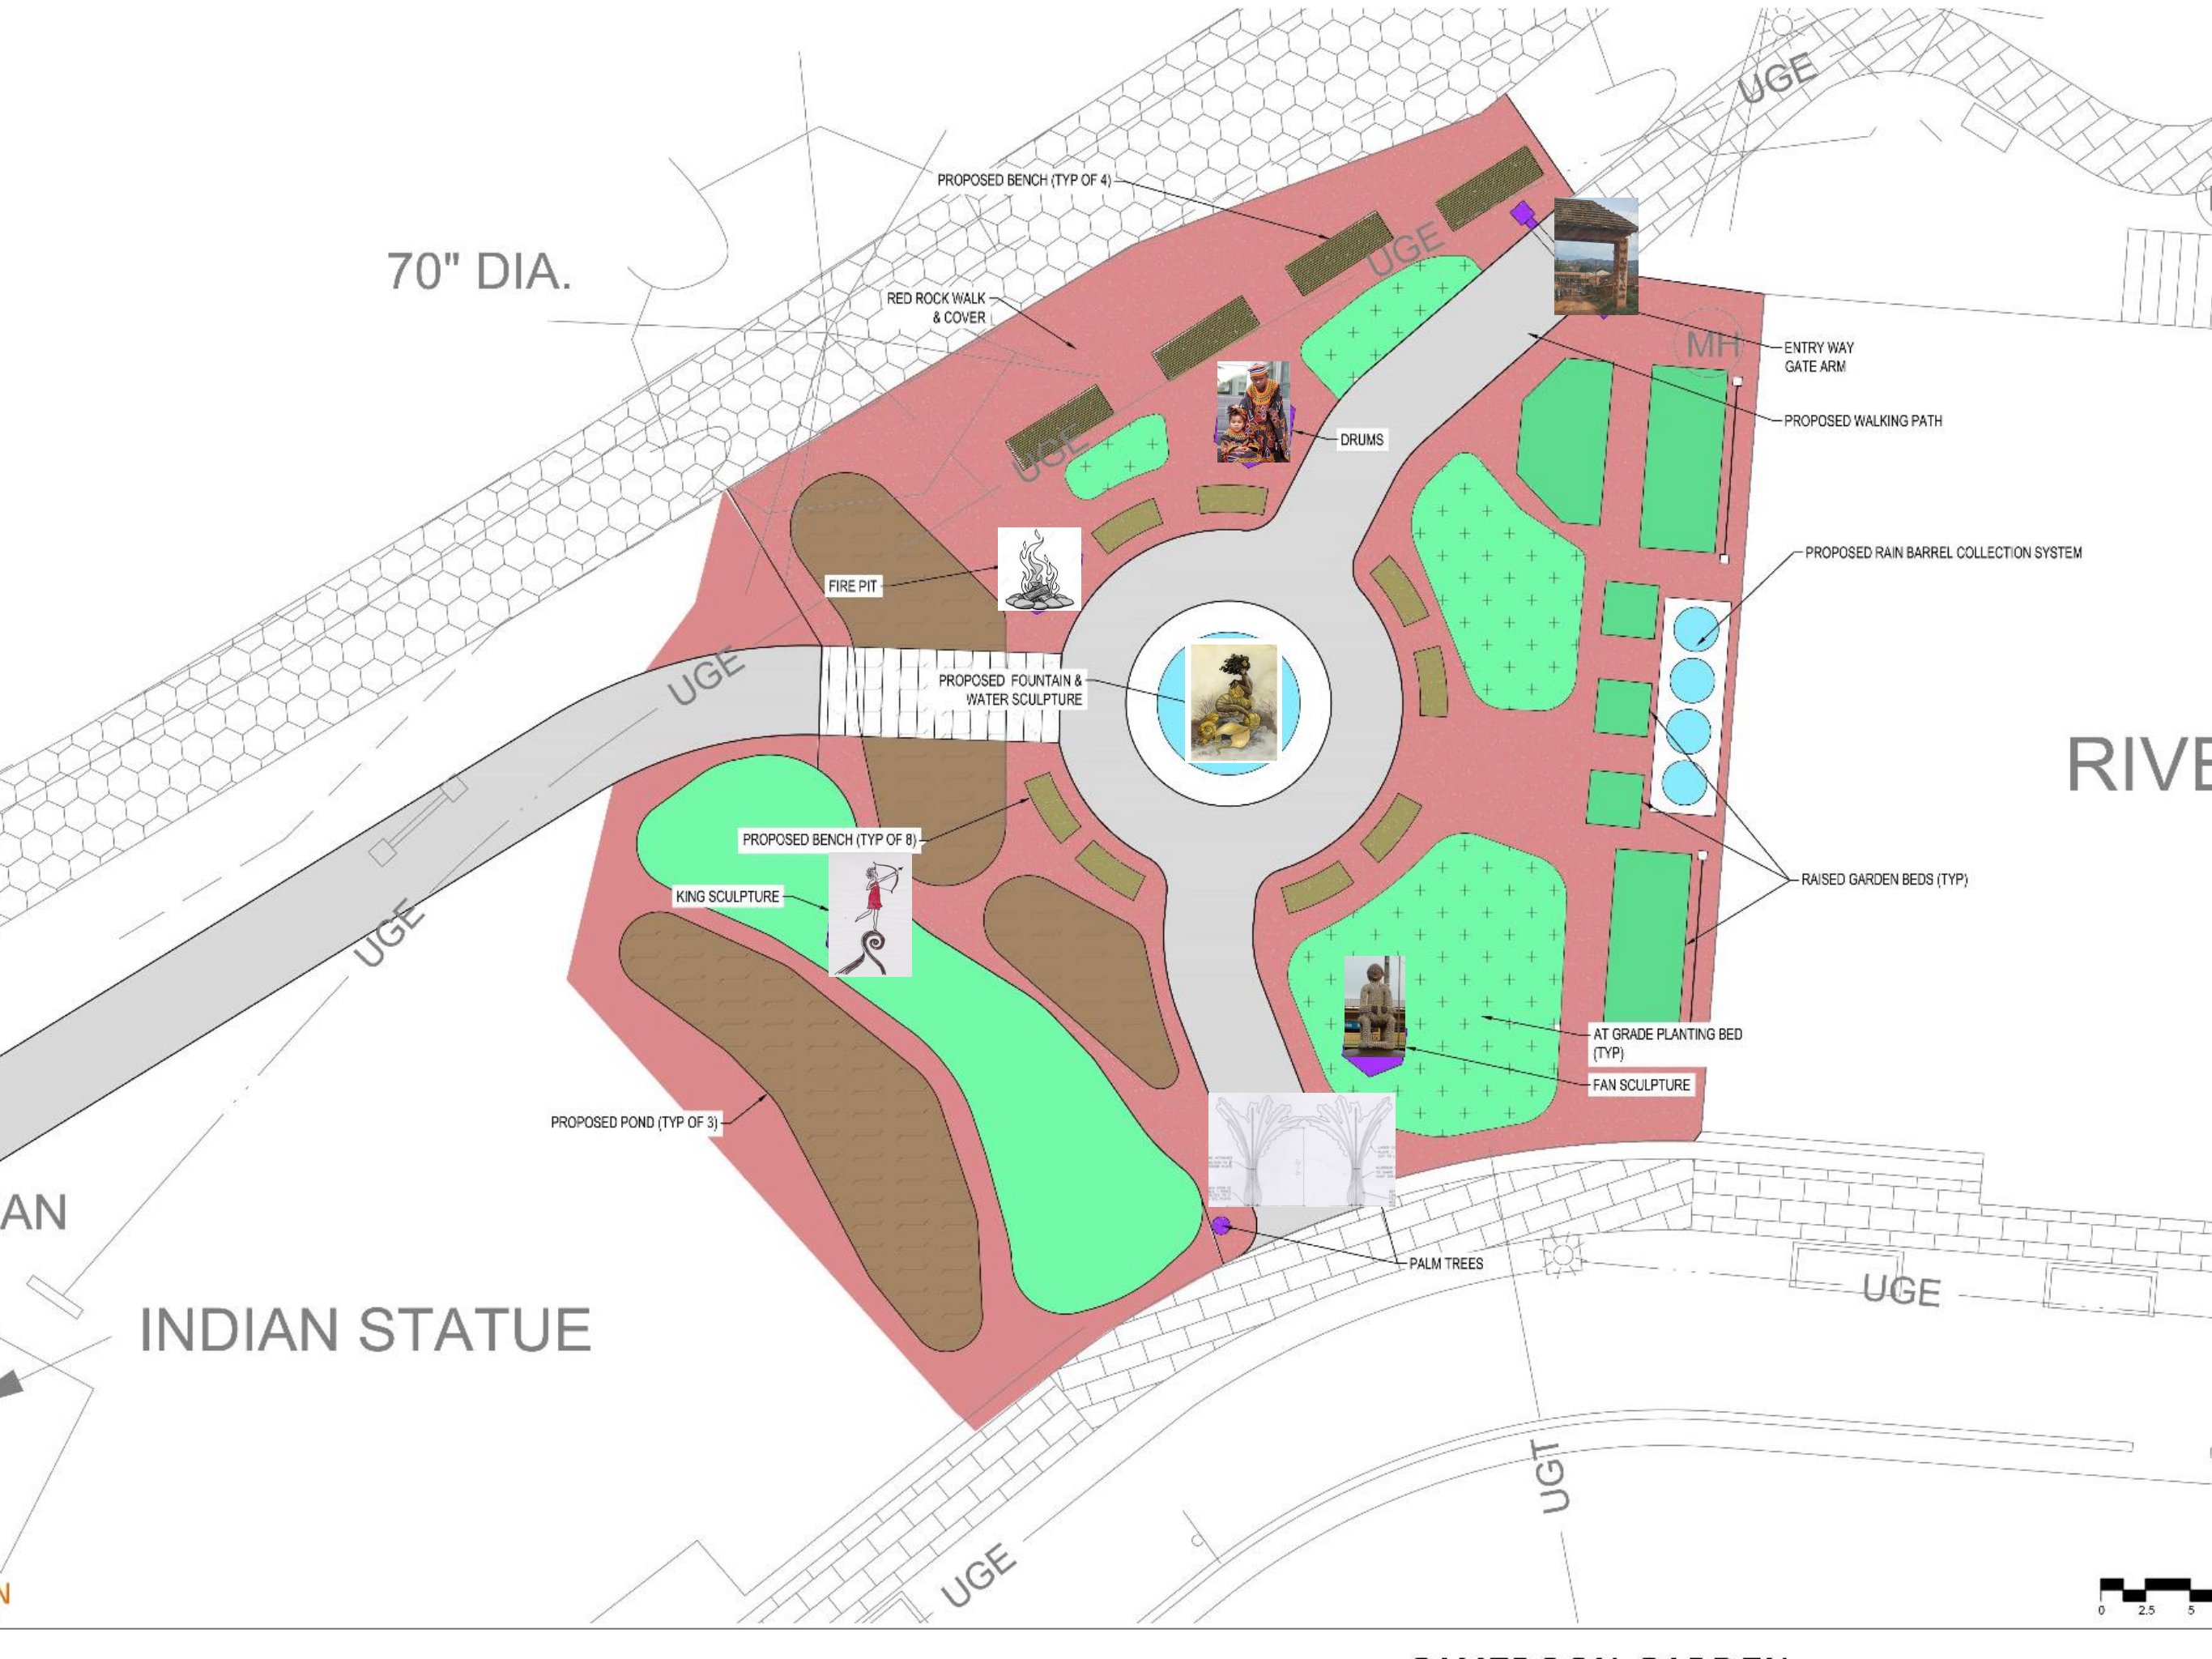 UGE
PROPOSED BENCH (TYP OF 4)
70" DIA.
UGE
RED ROCK WALK
& COVER
MH
ENTRY WAY
GATE ARM
PROPOSED WALKING PATH
DRUMS
UGE
PROPOSED RAIN BARREL COLLECTION SYSTEM
FIRE PIT
UGE
PROPOSED FOUNTAIN &
WATER SCULPTURE
RIVE
PROPOSED BENCH (TYP OF 8)
RAISED GARDEN BEDS (TYP)
KING SCULPTURE
UGE
AT GRADE PLANTING BED
(TYP)
FAN SCULPTURE
PROPOSED POND (TYP OF 3)
AN
PALM TREES
UGE
INDIAN STATUE
UGT
UGE
N
0 2.5 5